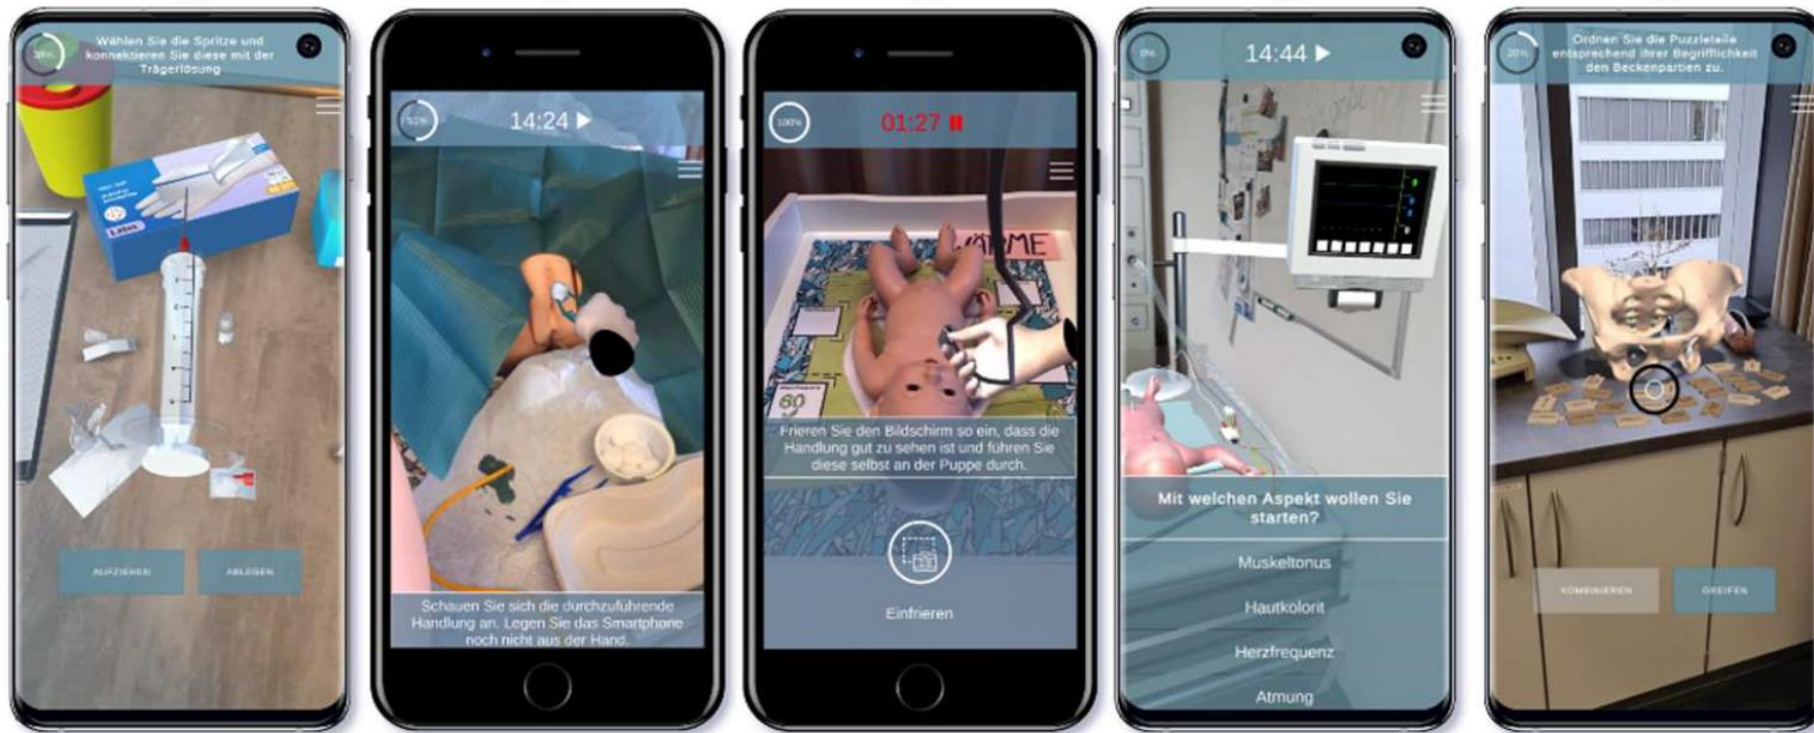 Wählen Sie die Spritze und
konnektieren Sie diese mit der
Trägerlösung
AUFZIEHEN
ABLEGEN
14:24
Schauen Sie sich die durchzuführende
Handlung an. Legen Sie das Smartphone
noch nicht aus der Hand.
100%
01:27
WÄRME
Frieren Sie den Bildschirm so ein, dass die
Handlung gut zu sehen ist und führen Sie
diese selbst an der Puppe durch.
Einfrieren
0%
14:44
Mit welchen Aspekt wollen Sie
starten?
Muskeltonus
Hautkolorit
Herzfrequenz
Atmung
20%
Ordnen Sie die Puzzleteile
entsprechend ihrer Begrifflichkeit
den Beckenpartien zu.
KOMBINIEREN
GREIFEN